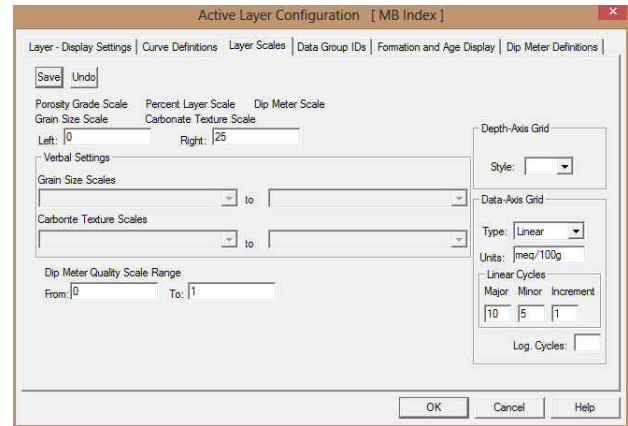 Active Layer Configuration [ MB Index ]
Layer - Display Settings Curve Definitions Layer Scales Data Group IDs Formation and Age Display Dip Meter Definitions
Save Undo
Porosity Grade Scale Percent Layer Scale Dip Meter Scale
Grain Size Scale Carbonate Texture Scale
Left: 0 Right: 25
Verbal Settings
Grain Size Scales
to
Carbonte Texture Scales
to
Dip Meter Quality Scale Range
From: 0 To: 1
Depth-Axis Grid
Style:
Data-Axis Grid
Type: Linear
Units: meq/100g
Linear Cycles
Major Minor Increment
10 5 1
Log. Cycles:
OK Cancel Help